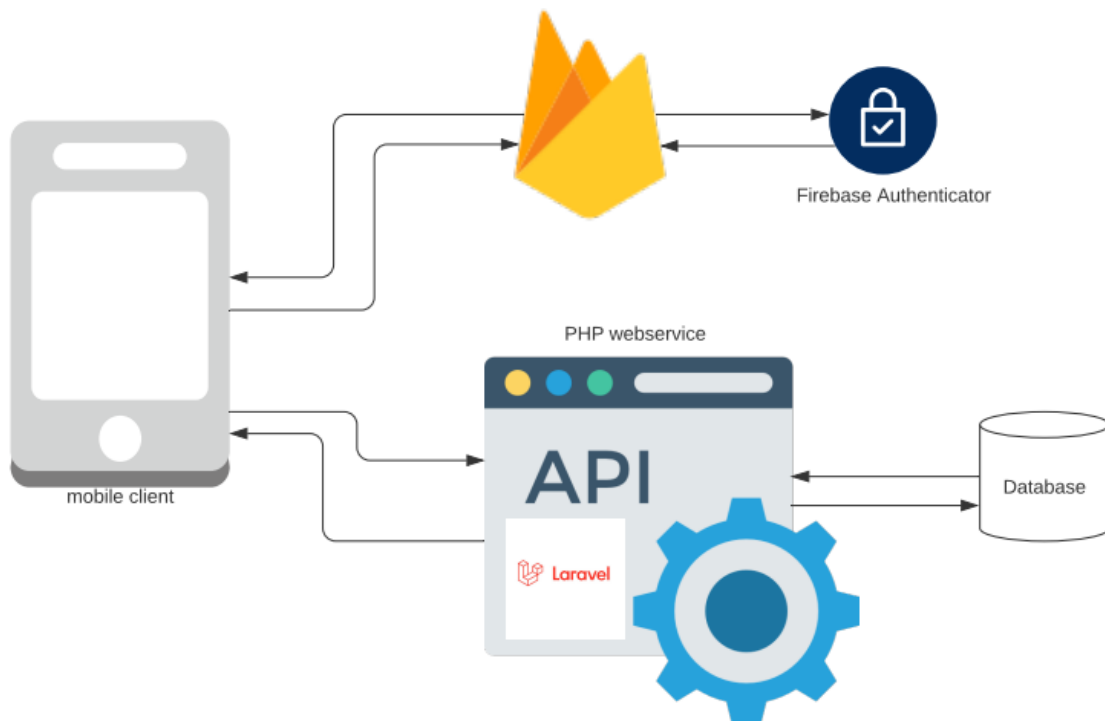 Firebase Authenticator
PHP webservice
API
mobile client
Database
Laravel